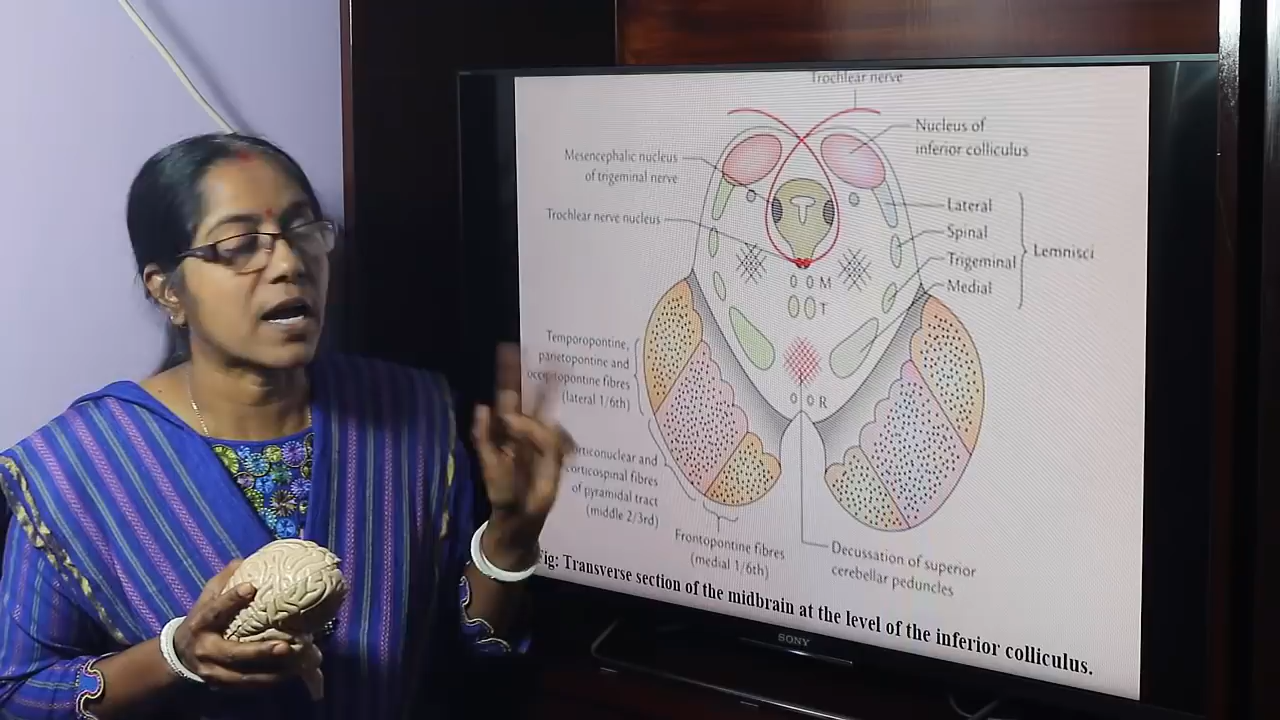 Trochlear nerve
Nucleus of
inferior colliculus
Mesencephalic nucleus
of trigeminal nerve
Trochlear nerve nucleus
Lateral
Spinal
Trigeminal
Medial
Lemnisci
M
T
Temporopontine,
parietopontine and
occipitopontine fibres
(lateral 1/6th)
R
corticospinal fibres
of pyramidal tract
(middle 2/3rd)
Frontopontine fibres
(medial 1/6th)
Decussation of superior
cerebellar peduncles
Fig: Transverse section of the midbrain at the level of the inferior colliculus.
SONY